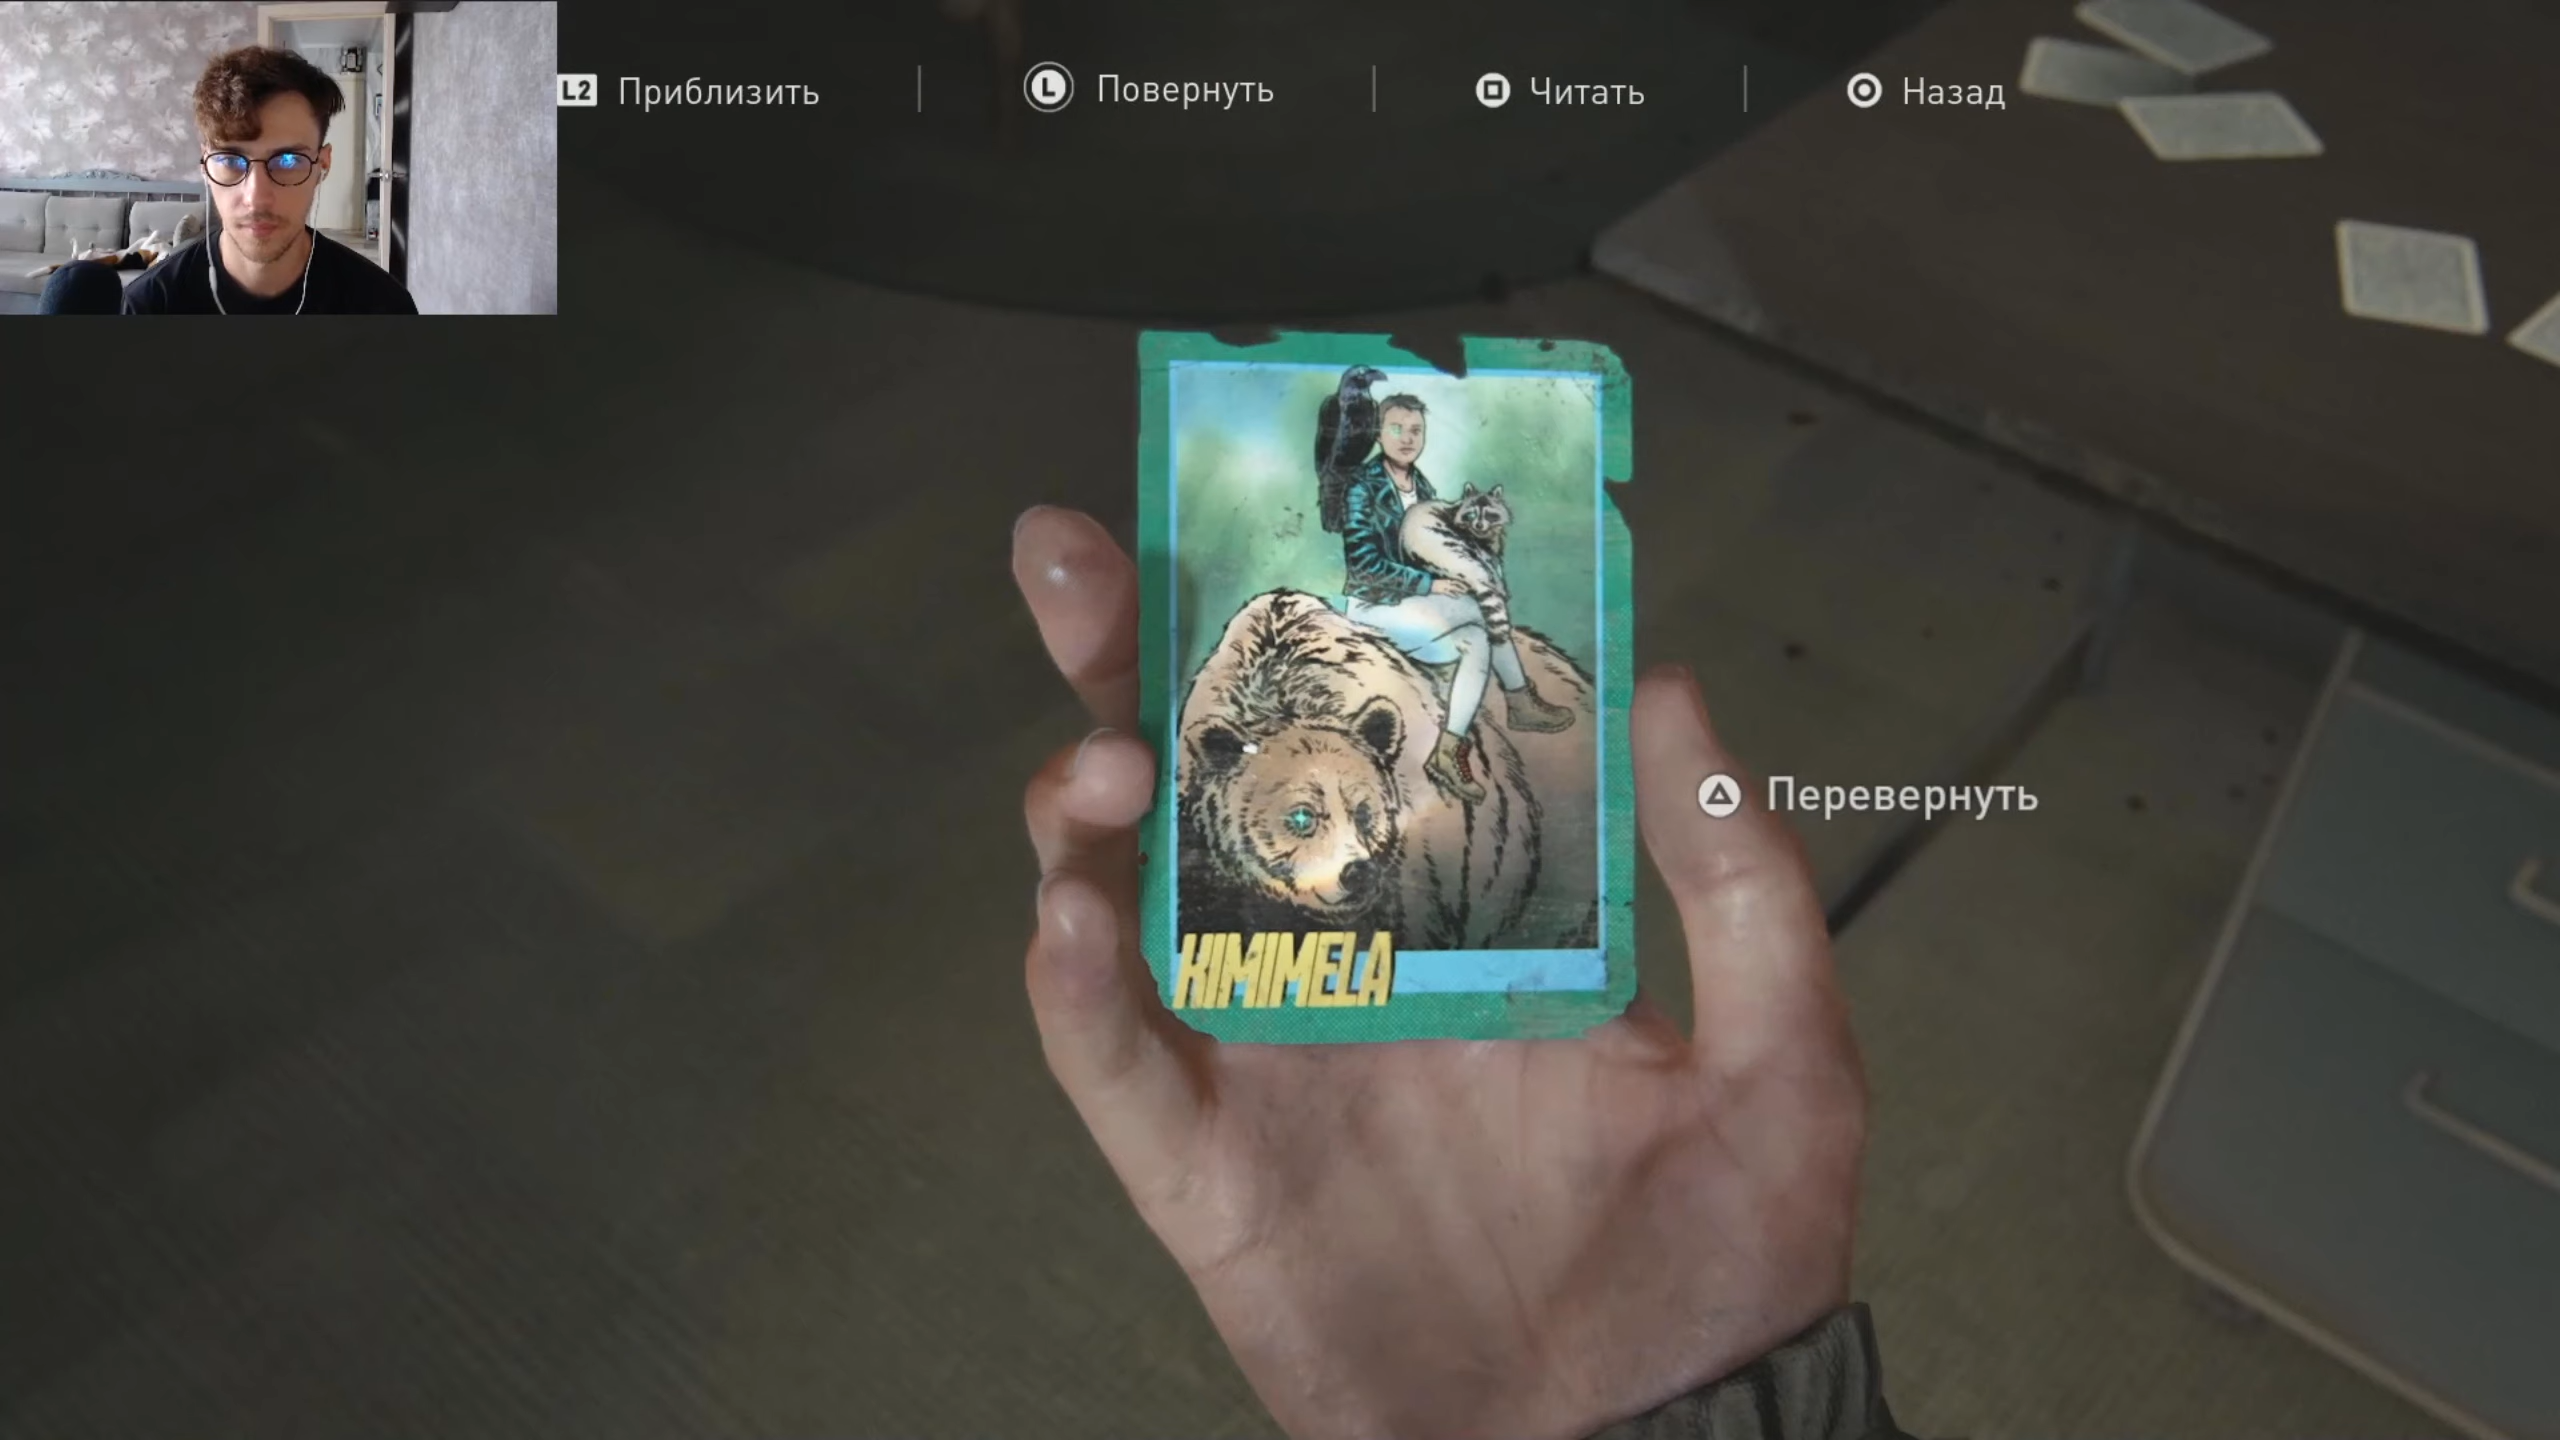 L2 Приблизить
L Повернуть
Читать
Назад
Перевернуть
KIMIMELA